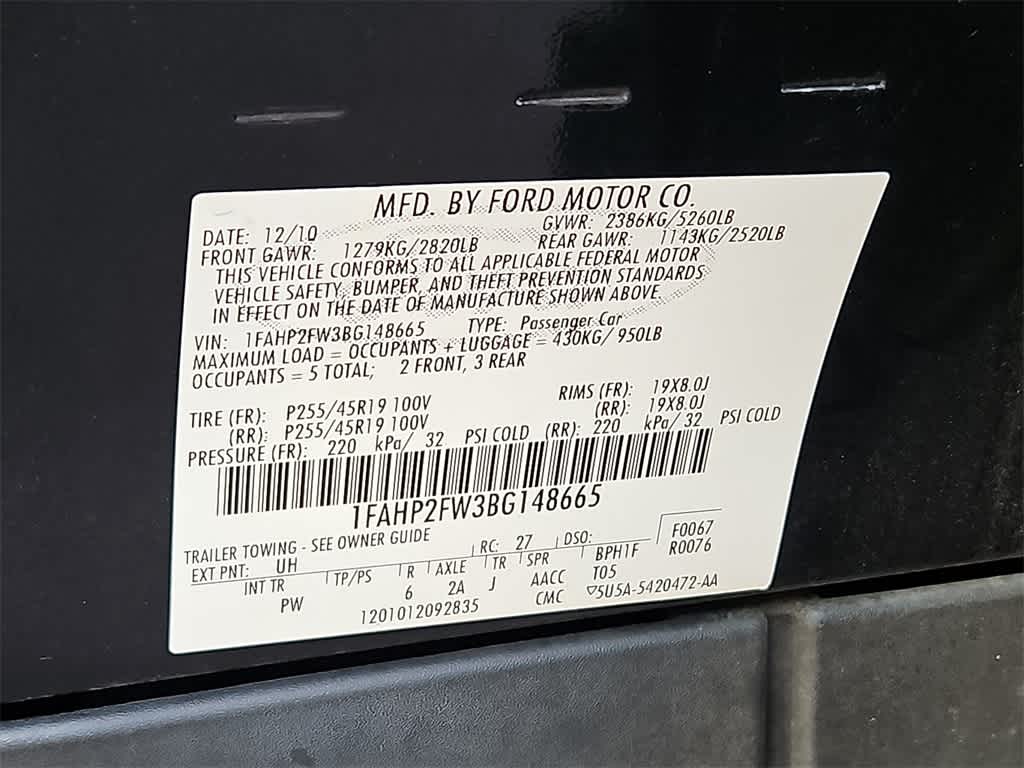 MFD. BY FORD MOTOR CO.
DATE: 12/10 GVWR: 2386KG/5260LB
FRONT GAWR: 1279KG/2820LB REAR GAWR: 1143KG/2520LB
THIS VEHICLE CONFORMS TO ALL APPLICABLE FEDERAL MOTOR
VEHICLE SAFETY, BUMPER, AND THEFT PREVENTION STANDARDS
IN EFFECT ON THE DATE OF MANUFACTURE SHOWN ABOVE.
VIN: 1FAHP2FW3BG148665 TYPE: Passenger Car
MAXIMUM LOAD = OCCUPANTS + LUGGAGE = 430KG/ 950LB
OCCUPANTS = 5 TOTAL; 2 FRONT, 3 REAR
TIRE (FR): P255/45R19 100V RIMS (FR): 19X8.0J
(RR): P255/45R19 100V (RR): 19X8.0J
PRESSURE (FR): 220 kPa/ 32 PSI COLD (RR): 220 kPa/ 32 PSI COLD
1FAHP2FW3BG148665
TRAILER TOWING - SEE OWNER GUIDE
EXT PNT: UH RC: 27 DSO: F0067
INT TR TP/PS R AXLE TR SPR BPH1F R0076
PW 6 2A J AACC T05
1201012092835 CMC ▽5U5A-5420472-AA